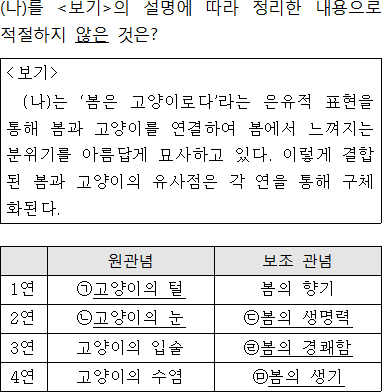 (나)를 <보기>의 설명에 따라 정리한 내용으로
적절하지 않은 것은?
<보기>
(나)는 ‘봄은 고양이로다’라는 은유적 표현을
통해 봄과 고양이를 연결하여 봄에서 느껴지는
분위기를 아름답게 묘사하고 있다. 이렇게 결합
된 봄과 고양이의 유사점은 각 연을 통해 구체
화된다.
원관념 보조 관념
1연 ㉠고양이의 털 봄의 향기
2연 ㉡고양이의 눈 ㉢봄의 생명력
3연 고양이의 입술 ㉣봄의 경쾌함
4연 고양이의 수염 ㉤봄의 생기